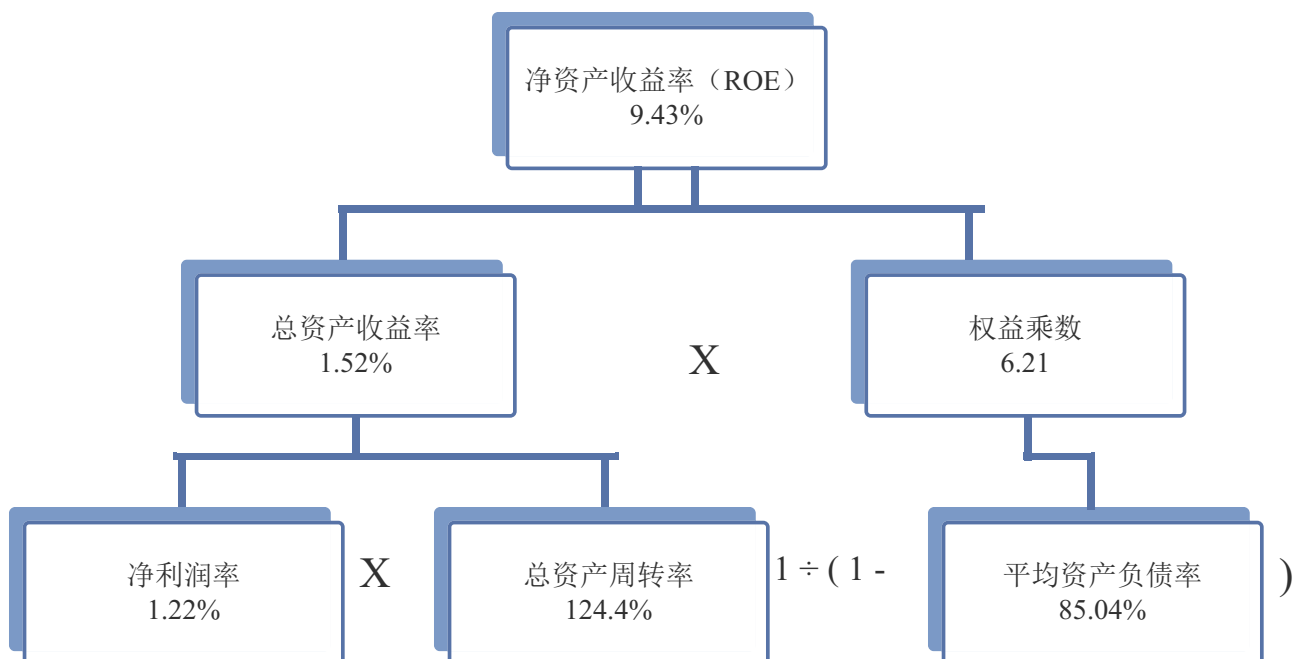 净资产收益率（ROE）
9.43%
总资产收益率
1.52%
X
权益乘数
6.21
净利润率
1.22%
X
总资产周转率
124.4%
1 ÷ ( 1 -
平均资产负债率
85.04%
)